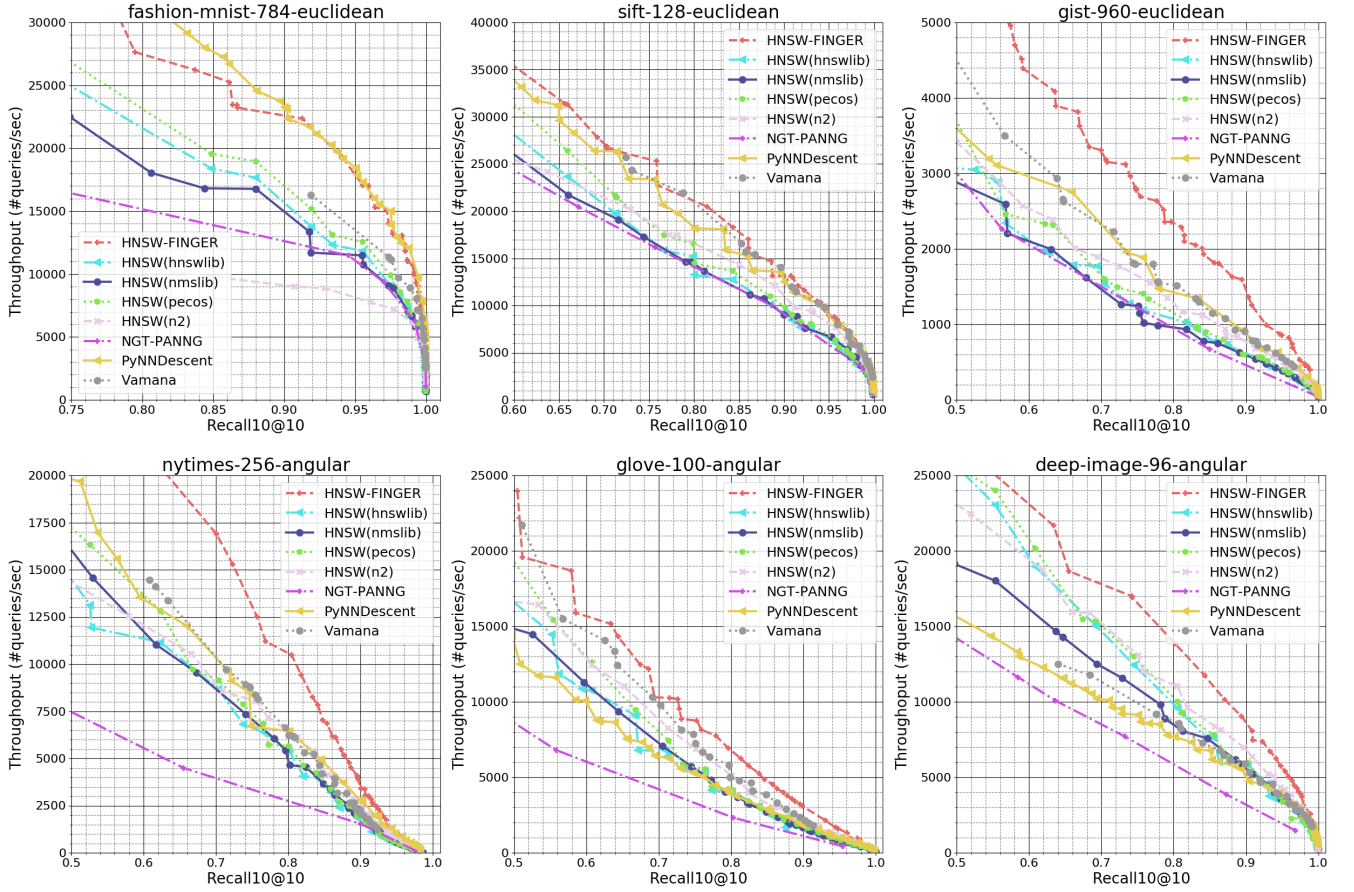 fashion-mnist-784-euclidean
30000
25000
20000
15000
10000
5000
0
Throughoput (#queries/sec)
HNSW-FINGER
HNSW(hnswlib)
HNSW(nmslib)
HNSW(pecos)
HNSW(n2)
NGT-PANNG
PyNNDescent
Vamana
0.75
0.80
0.85
0.90
0.95
1.00
Recall10@10
sift-128-euclidean
40000
35000
30000
25000
20000
15000
10000
5000
0
Throughoput (#queries/sec)
HNSW-FINGER
HNSW(hnswlib)
HNSW(nmslib)
HNSW(pecos)
HNSW(n2)
NGT-PANNG
PyNNDescent
Vamana
0.60
0.65
0.70
0.75
0.80
0.85
0.90
0.95
1.00
Recall10@10
gist-960-euclidean
5000
4000
3000
2000
1000
0
Throughoput (#queries/sec)
HNSW-FINGER
HNSW(hnswlib)
HNSW(nmslib)
HNSW(pecos)
HNSW(n2)
NGT-PANNG
PyNNDescent
Vamana
0.5
0.6
0.7
0.8
0.9
1.0
Recall10@10
nytimes-256-angular
20000
17500
15000
12500
10000
7500
5000
2500
0
Throughoput (#queries/sec)
HNSW-FINGER
HNSW(hnswlib)
HNSW(nmslib)
HNSW(pecos)
HNSW(n2)
NGT-PANNG
PyNNDescent
Vamana
0.5
0.6
0.7
0.8
0.9
1.0
Recall10@10
glove-100-angular
25000
20000
15000
10000
5000
0
Throughoput (#queries/sec)
HNSW-FINGER
HNSW(hnswlib)
HNSW(nmslib)
HNSW(pecos)
HNSW(n2)
NGT-PANNG
PyNNDescent
Vamana
0.5
0.6
0.7
0.8
0.9
1.0
Recall10@10
deep-image-96-angular
25000
20000
15000
10000
5000
0
Throughoput (#queries/sec)
HNSW-FINGER
HNSW(hnswlib)
HNSW(nmslib)
HNSW(pecos)
HNSW(n2)
NGT-PANNG
PyNNDescent
Vamana
0.5
0.6
0.7
0.8
0.9
1.0
Recall10@10